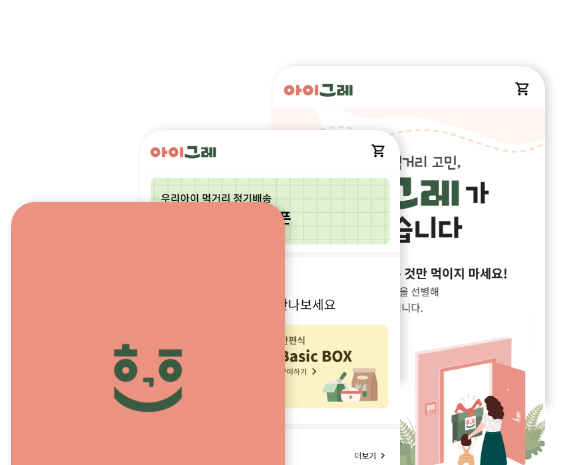 아이그레
아이그레
우리아이 먹거리 정기배송
만나보세요
간편식
Basic BOX
구매하기 >
더보기 >
먹거리 고민,
그레가
습니다
것만 먹이지 마세요!
을 선별해
니다.